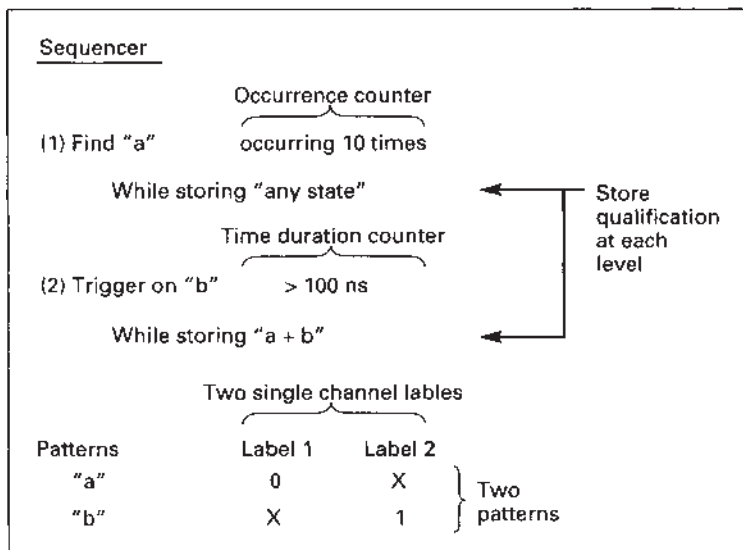 Sequencer
Occurrence counter
(1) Find "a" occurring 10 times
While storing "any state"
Store
qualification
at each
level
Time duration counter
(2) Trigger on "b" > 100 ns
While storing "a + b"
Two single channel lables
Patterns Label 1 Label 2
"a" 0 X
"b" X 1
Two
patterns